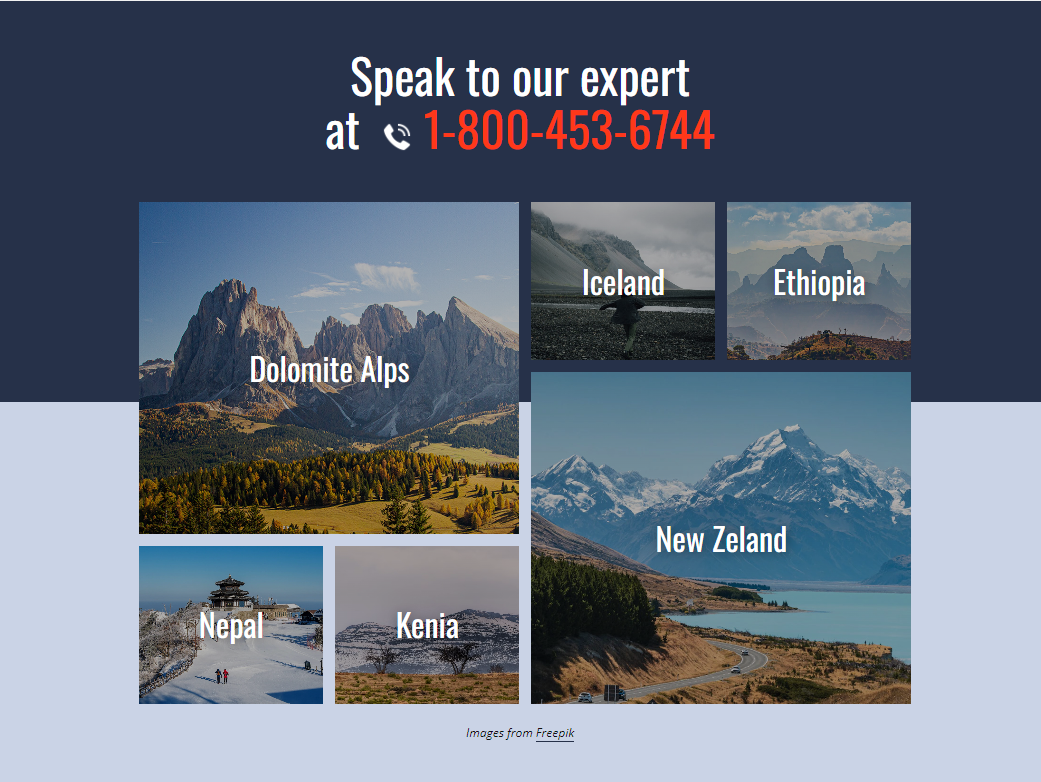 Speak to our expert
at 1-800-453-6744
Iceland
Ethiopia
Dolomite Alps
New Zeland
Nepal
Kenia
Images from Freepik